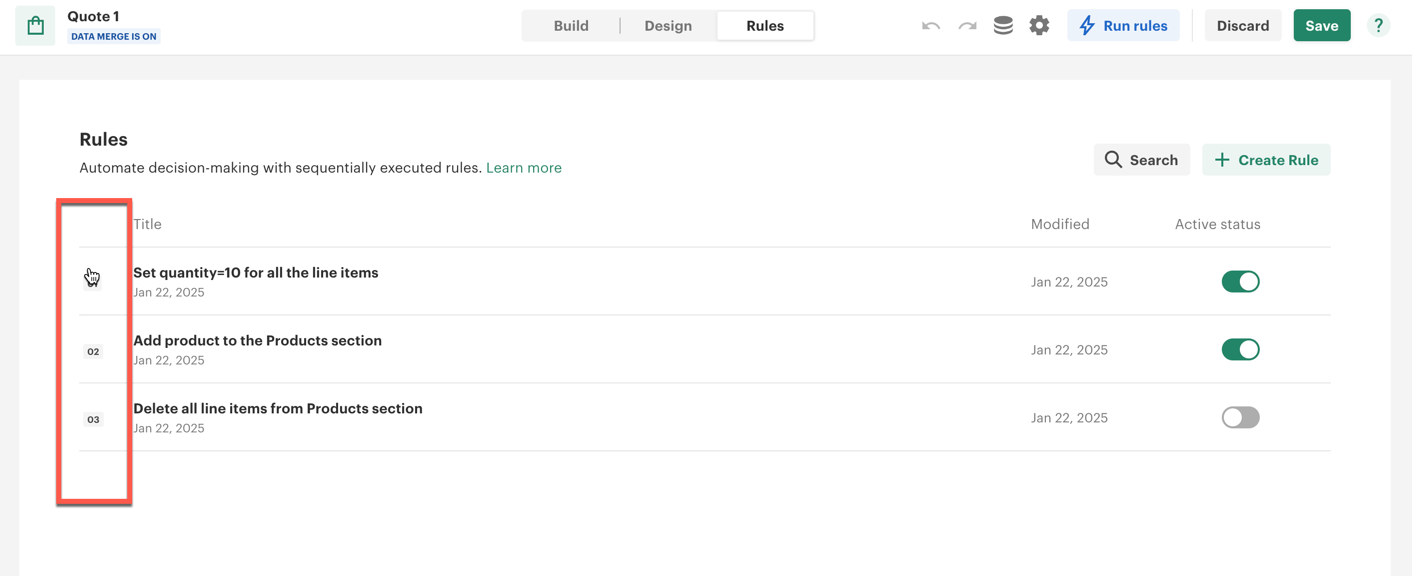 Quote 1
DATA MERGE IS ON
Build
Design
Rules
Run rules
Discard
Save
?
Rules
Automate decision-making with sequentially executed rules. Learn more
Search
Create Rule
Title
Modified
Active status
Set quantity=10 for all the line items
Jan 22, 2025
Jan 22, 2025
02
Add product to the Products section
Jan 22, 2025
Jan 22, 2025
03
Delete all line items from Products section
Jan 22, 2025
Jan 22, 2025